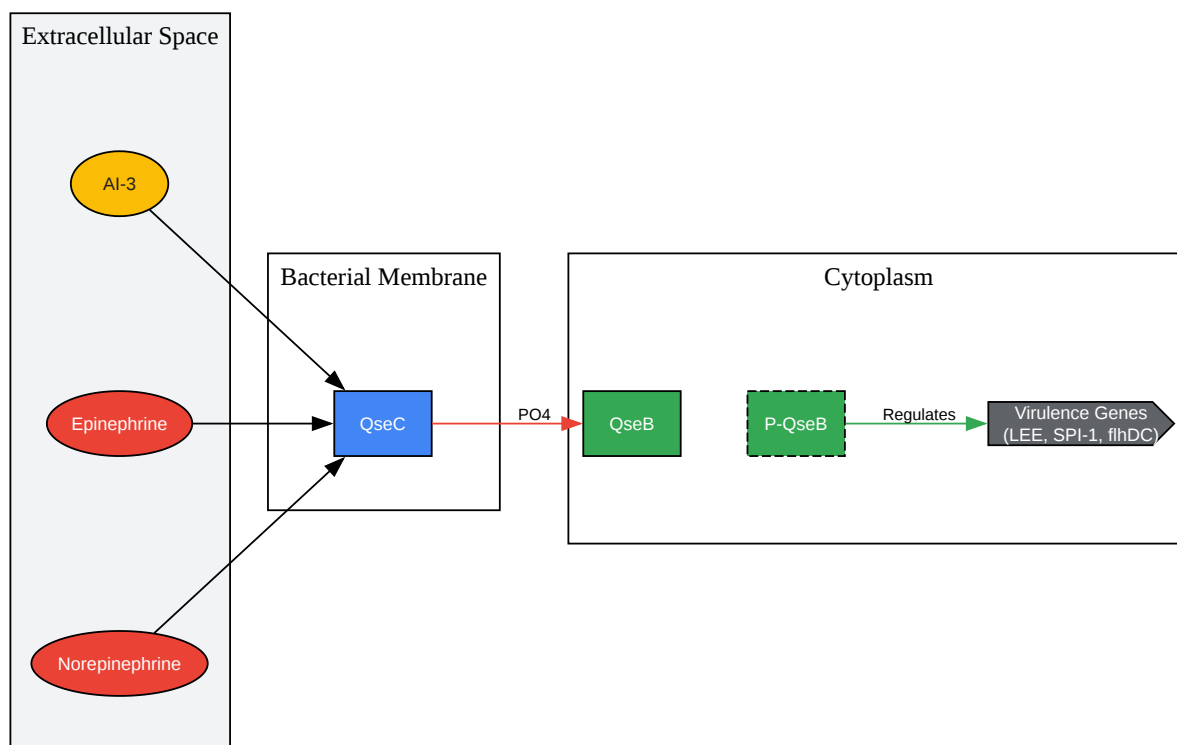 Extracellular Space
AI-3
Epinephrine
Norepinephrine
Bacterial Membrane
QseC
PO4
Cytoplasm
QseB
P-QseB
Regulates
Virulence Genes
(LEE, SPI-1, flhDC)